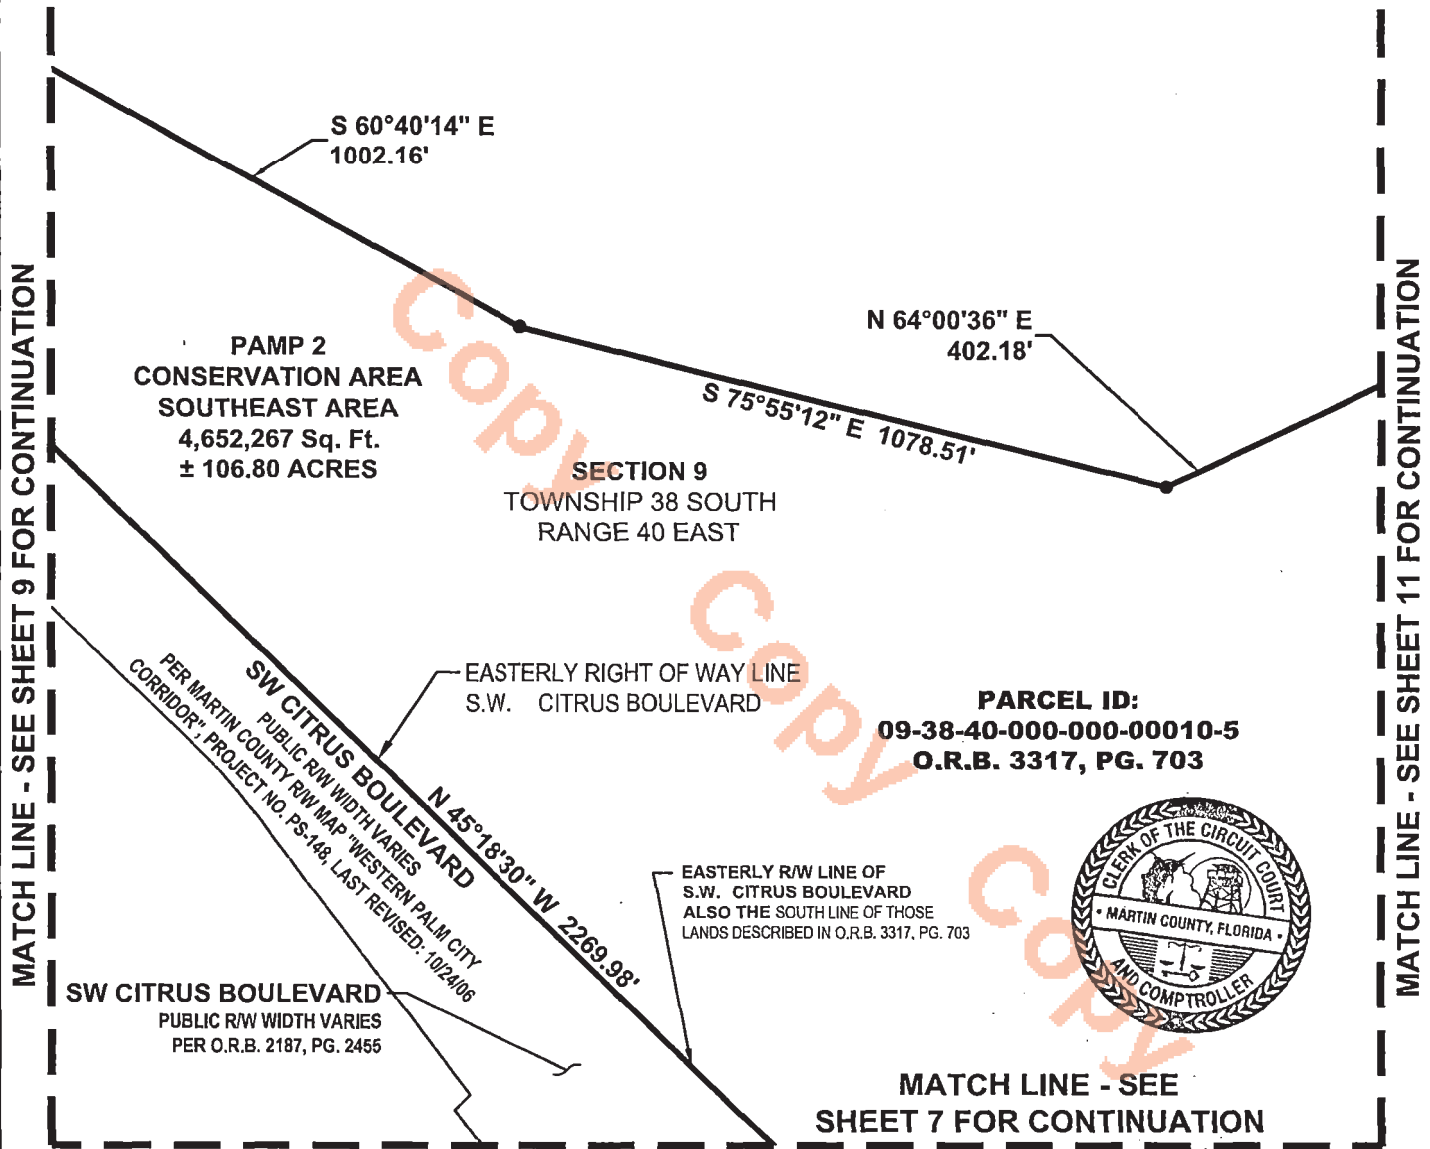 S 60°40'14" E
1002.16'
N 64°00'36" E
402.18'
S 75°55'12" E 1078.51'
PAMP 2
CONSERVATION AREA
SOUTHEAST AREA
4,652,267 Sq. Ft.
± 106.80 ACRES
SECTION 9
TOWNSHIP 38 SOUTH
RANGE 40 EAST
MATCH LINE - SEE SHEET 9 FOR CONTINUATION
MATCH LINE - SEE SHEET 11 FOR CONTINUATION
EASTERLY RIGHT OF WAY LINE
S.W. CITRUS BOULEVARD
SW CITRUS BOULEVARD
PUBLIC R/W WIDTH VARIES
PER MARTIN COUNTY R/W MAP "WESTERN PALM CITY
CORRIDOR", PROJECT NO. PS-148, LAST REVISED: 10/24/06
N 45°18'30" W 2269.98'
PARCEL ID:
09-38-40-000-000-00010-5
O.R.B. 3317, PG. 703
EASTERLY R/W LINE OF
S.W. CITRUS BOULEVARD
ALSO THE SOUTH LINE OF THOSE
LANDS DESCRIBED IN O.R.B. 3317, PG. 703
CLERK OF THE CIRCUIT COURT
• MARTIN COUNTY, FLORIDA •
AND COMPTROLLER
SW CITRUS BOULEVARD
PUBLIC R/W WIDTH VARIES
PER O.R.B. 2187, PG. 2455
MATCH LINE - SEE
SHEET 7 FOR CONTINUATION
Copy
Copy
Copy